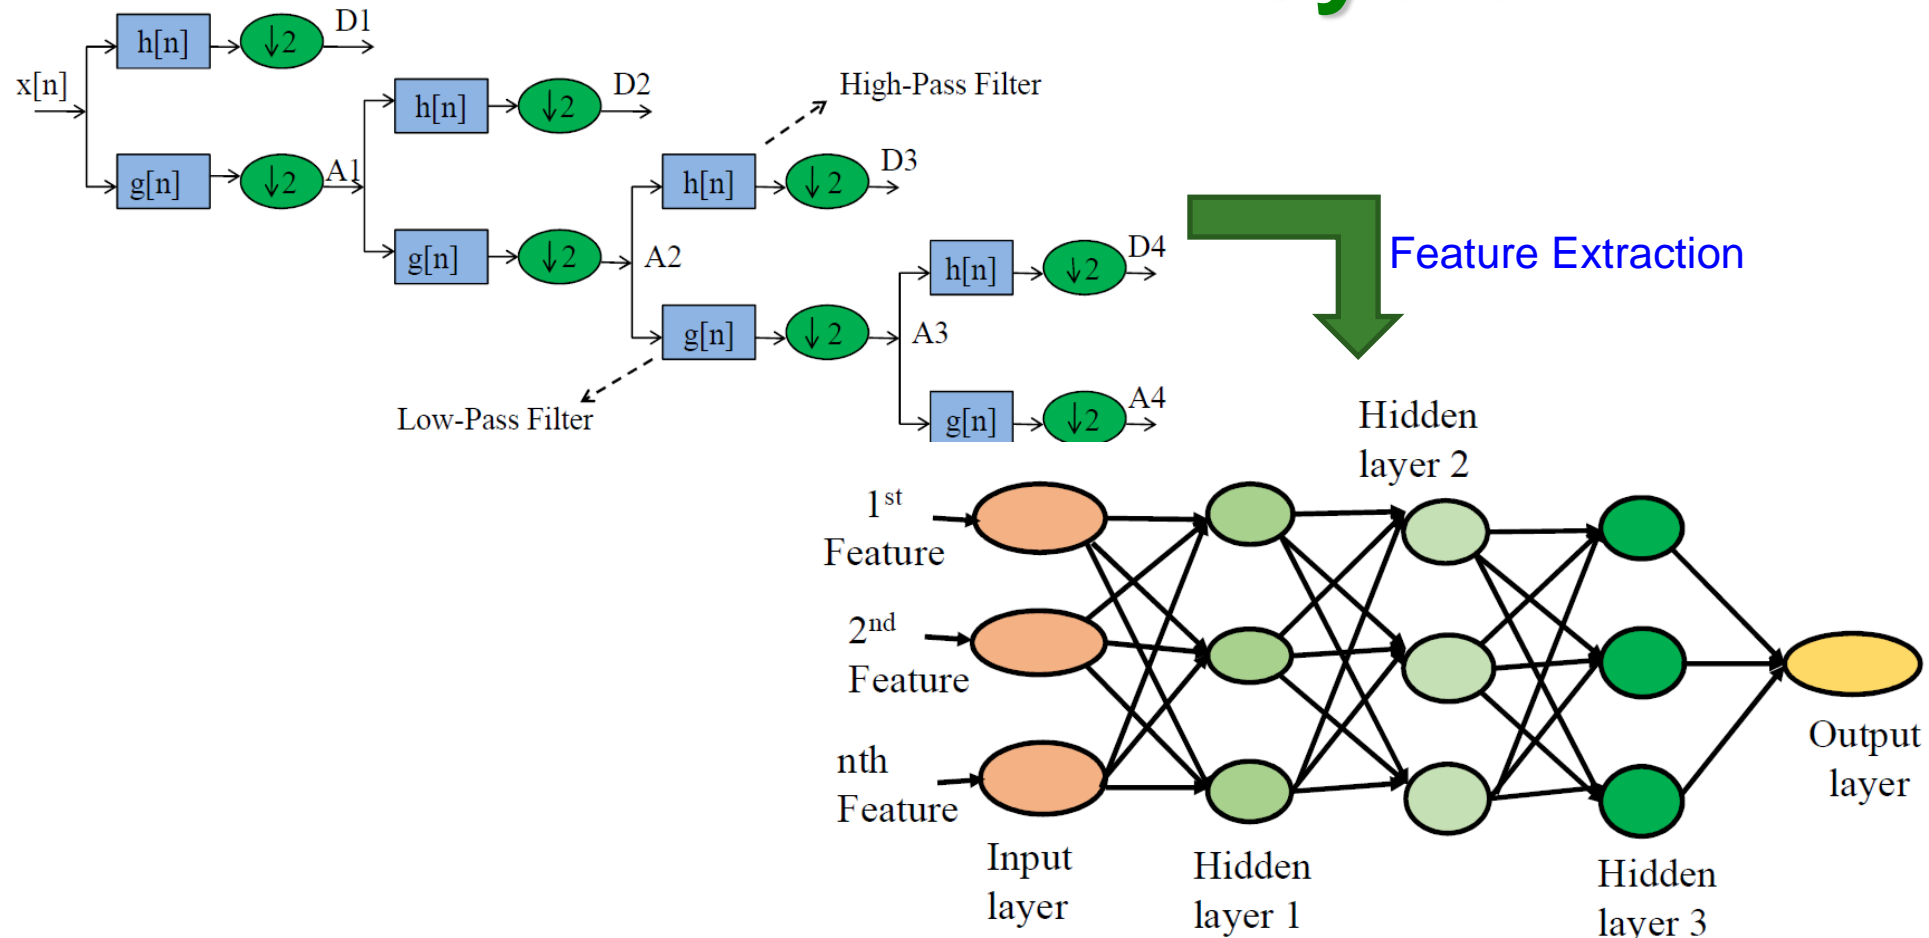 D1
h[n]
↓2
x[n]
D2
h[n]
↓2
High-Pass Filter
g[n]
↓2
A1
D3
h[n]
↓2
g[n]
↓2
A2
D4
h[n]
↓2
Feature Extraction
g[n]
↓2
A3
A4
g[n]
↓2
Low-Pass Filter
Hidden
layer 2
1st
Feature
2nd
Feature
nth
Feature
Output
layer
Input
layer
Hidden
layer 1
Hidden
layer 3